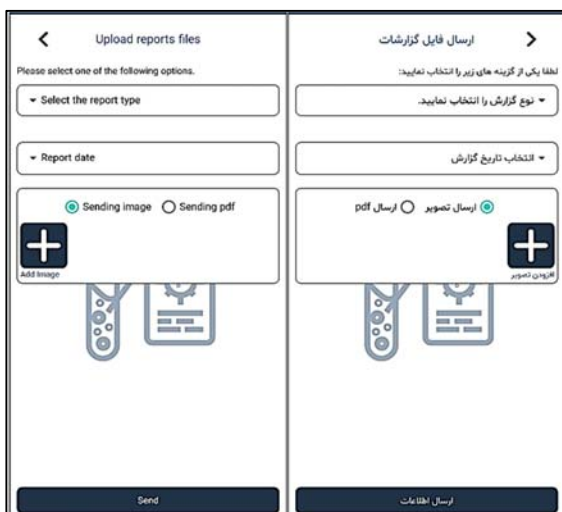 Upload reports files
Please select one of the following options.
Select the report type
Report date
Sending image Sending pdf
Add Image
Send
ارسال فایل گزارشات
لطفا یکی از گزینه های زیر را انتخاب نمایید:
نوع گزارش را انتخاب نمایید.
انتخاب تاریخ گزارش
ارسال تصویر ارسال pdf
افزودن تصویر
ارسال اطلاعات